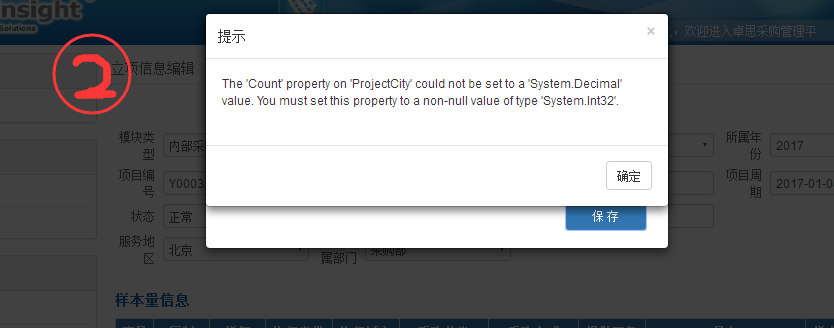 insight
Solutions
提示
×
欢迎进入卓思采购管理平
2
立项信息编辑
The 'Count' property on 'ProjectCity' could not be set to a 'System.Decimal'
value. You must set this property to a non-null value of type 'System.Int32'.
模块类型
内部采
所属年份
2017
确定
项目编号
Y0003
项目周期
2017-01-0
状态
正常
保 存
服务地区
北京
属部门
采购部
样本量信息